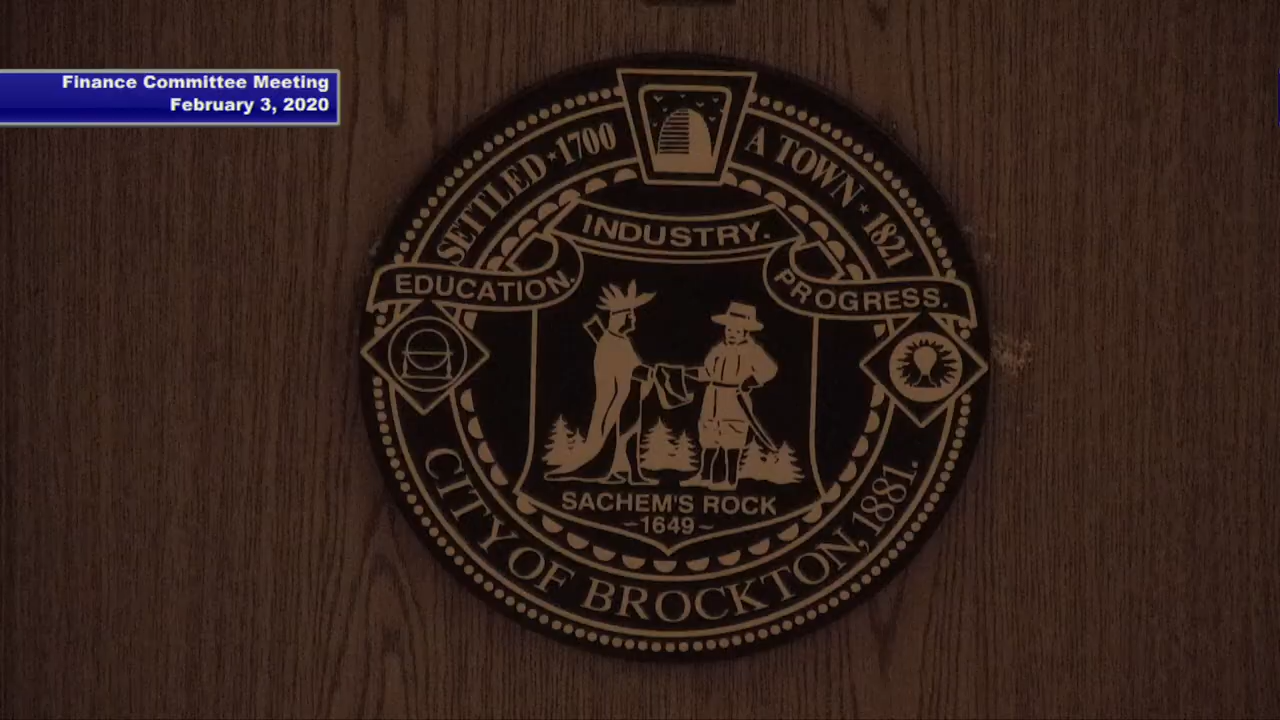 Finance Committee Meeting
February 3, 2020
SETTLED★1700
A TOWN★1821
INDUSTRY.
EDUCATION.
PROGRESS.
SACHEM'S ROCK
~1649~
CITY OF BROCKTON, 1881.